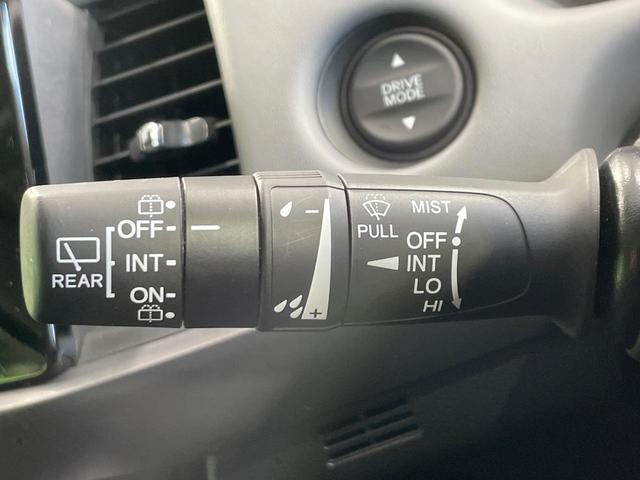 DRIVE
MODE
REAR
OFF
INT
ON
-
+
PULL
MIST
OFF
INT
LO
HI